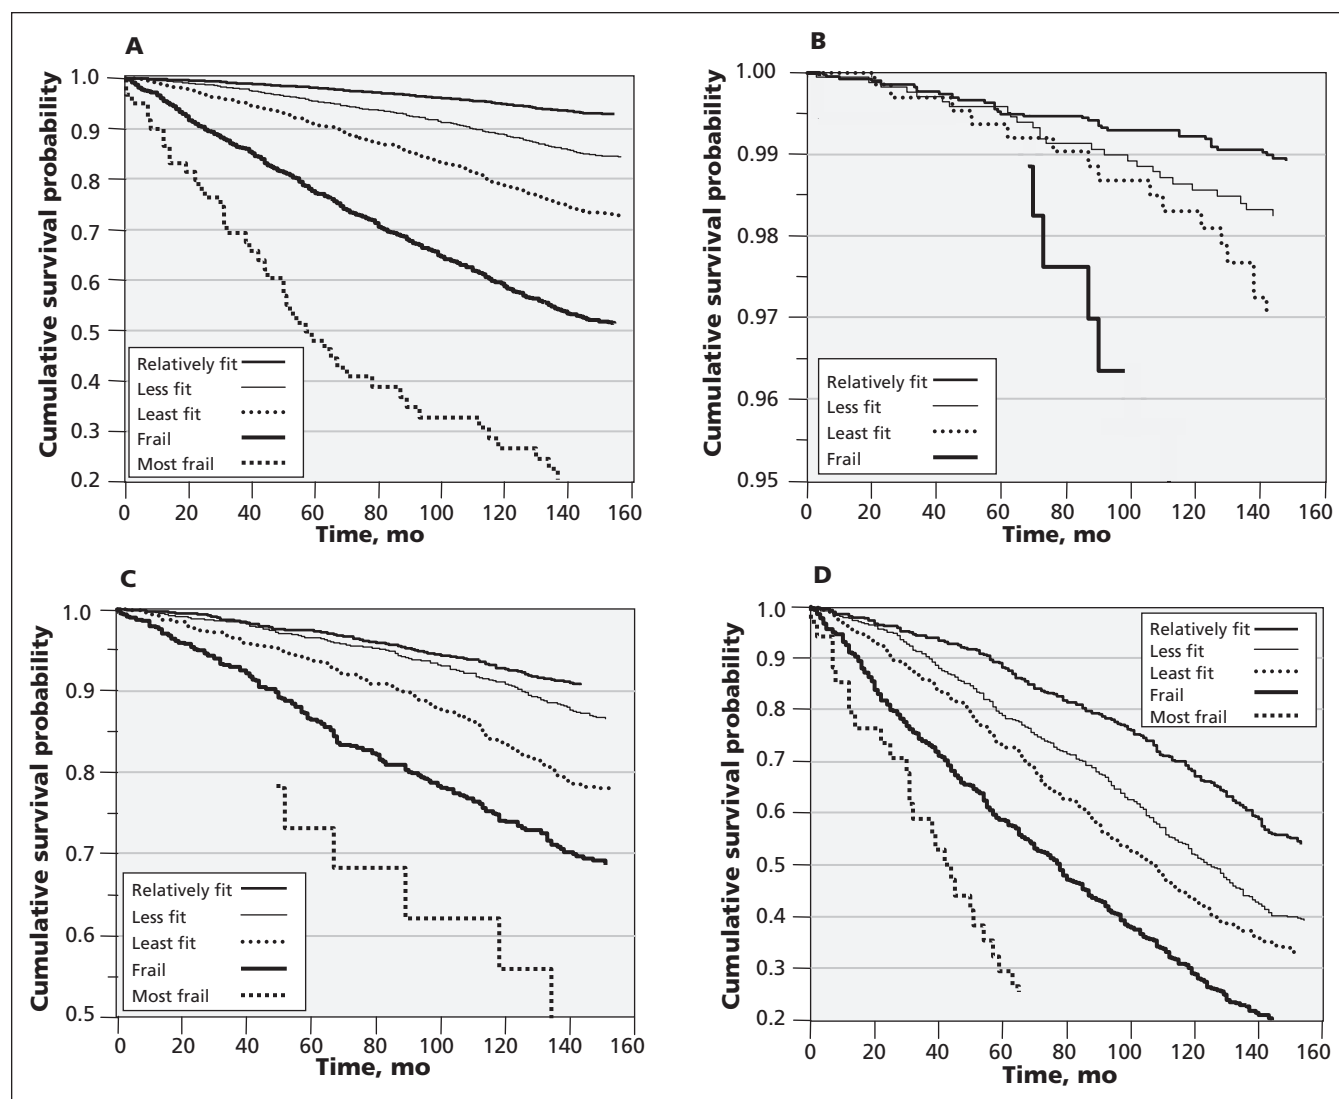 A
Cumulative survival probability
1.0
0.9
0.8
0.7
0.6
0.5
0.4
0.3
0.2
Relatively fit
Less fit
Least fit
Frail
Most frail
0 20 40 60 80 100 120 140 160
Time, mo
B
Cumulative survival probability
1.00
0.99
0.98
0.97
0.96
0.95
Relatively fit
Less fit
Least fit
Frail
0 20 40 60 80 100 120 140 160
Time, mo
C
Cumulative survival probability
1.0
0.9
0.8
0.7
0.6
0.5
Relatively fit
Less fit
Least fit
Frail
Most frail
0 20 40 60 80 100 120 140 160
Time, mo
D
Cumulative survival probability
1.0
0.9
0.8
0.7
0.6
0.5
0.4
0.3
0.2
Relatively fit
Less fit
Least fit
Frail
Most frail
0 20 40 60 80 100 120 140 160
Time, mo